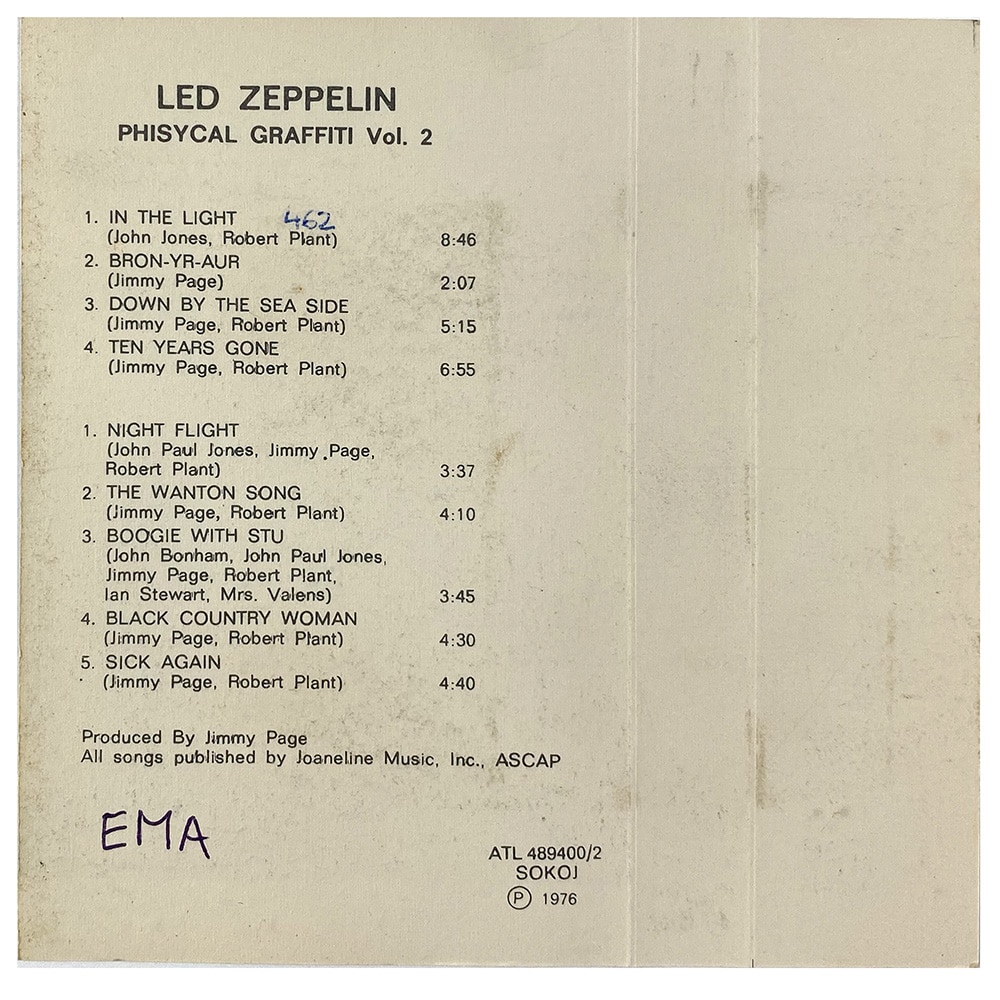 LED ZEPPELIN
PHISYCAL GRAFFITI Vol. 2
1. IN THE LIGHT 462
(John Jones, Robert Plant) 8:46
2. BRON-YR-AUR
(Jimmy Page) 2:07
3. DOWN BY THE SEA SIDE
(Jimmy Page, Robert Plant) 5:15
4. TEN YEARS GONE
(Jimmy Page, Robert Plant) 6:55
1. NIGHT FLIGHT
(John Paul Jones, Jimmy Page,
Robert Plant) 3:37
2. THE WANTON SONG
(Jimmy Page, Robert Plant) 4:10
3. BOOGIE WITH STU
(John Bonham, John Paul Jones,
Jimmy Page, Robert Plant,
Ian Stewart, Mrs. Valens) 3:45
4. BLACK COUNTRY WOMAN
(Jimmy Page, Robert Plant) 4:30
5. SICK AGAIN
(Jimmy Page, Robert Plant) 4:40
Produced By Jimmy Page
All songs published by Joaneline Music, Inc., ASCAP
EMA
ATL 489400/2
SOKOJ
Ⓟ 1976